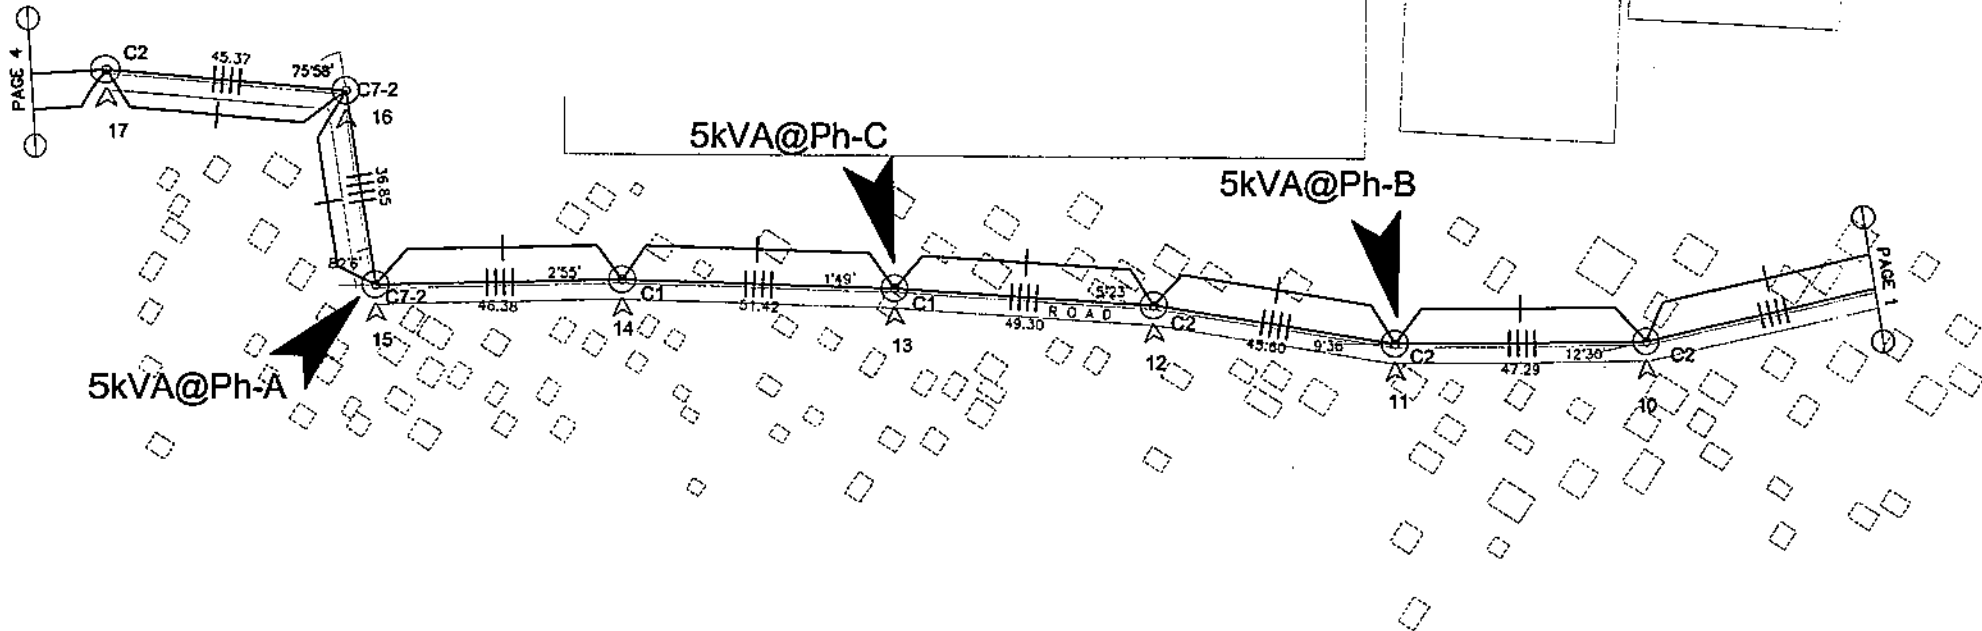 PAGE 4
C2
17
45.37
75'58'
C7-2
16
36.85
5kVA@Ph-C
5kVA@Ph-B
82'6'
C7-2
15
5kVA@Ph-A
46.38
2'55'
C1
14
51.42
1'49'
C1
13
49.30
ROAD
5'23
C2
12
45.60
9'36
C2
11
47.29
12'30'
C2
10
PAGE 1